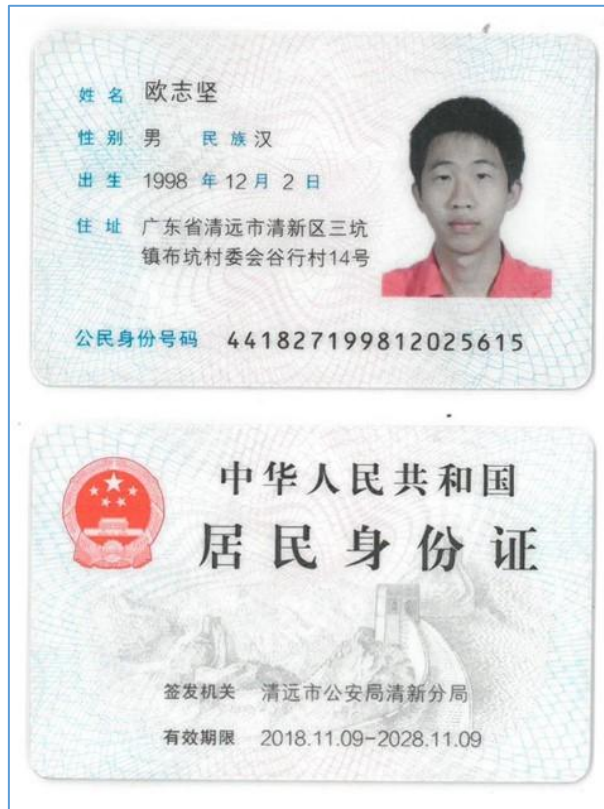 姓名 欧志坚
性别 男 民族 汉
出生 1998 年 12 月 2 日
住址 广东省清远市清新区三坑
镇布坑村委会谷行村14号
公民身份号码 441827199812025615
中华人民共和国
居民身份证
签发机关 清远市公安局清新分局
有效期限 2018.11.09-2028.11.09